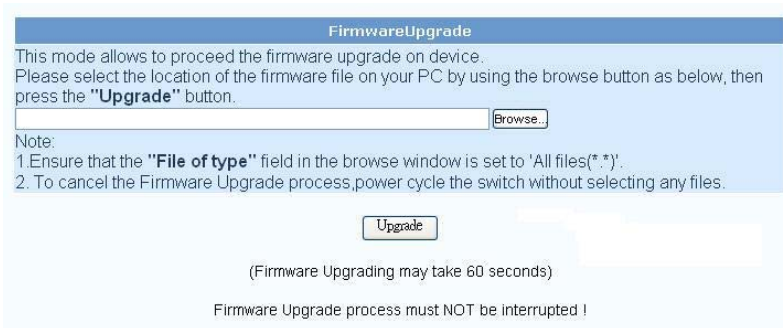 FirmwareUpgrade
This mode allows to proceed the firmware upgrade on device.
Please select the location of the firmware file on your PC by using the browse button as below, then
press the "Upgrade" button.
Browse...
Note:
1.Ensure that the "File of type" field in the browse window is set to 'All files(*.*)'.
2. To cancel the Firmware Upgrade process,power cycle the switch without selecting any files.
Upgrade
(Firmware Upgrading may take 60 seconds)
Firmware Upgrade process must NOT be interrupted !